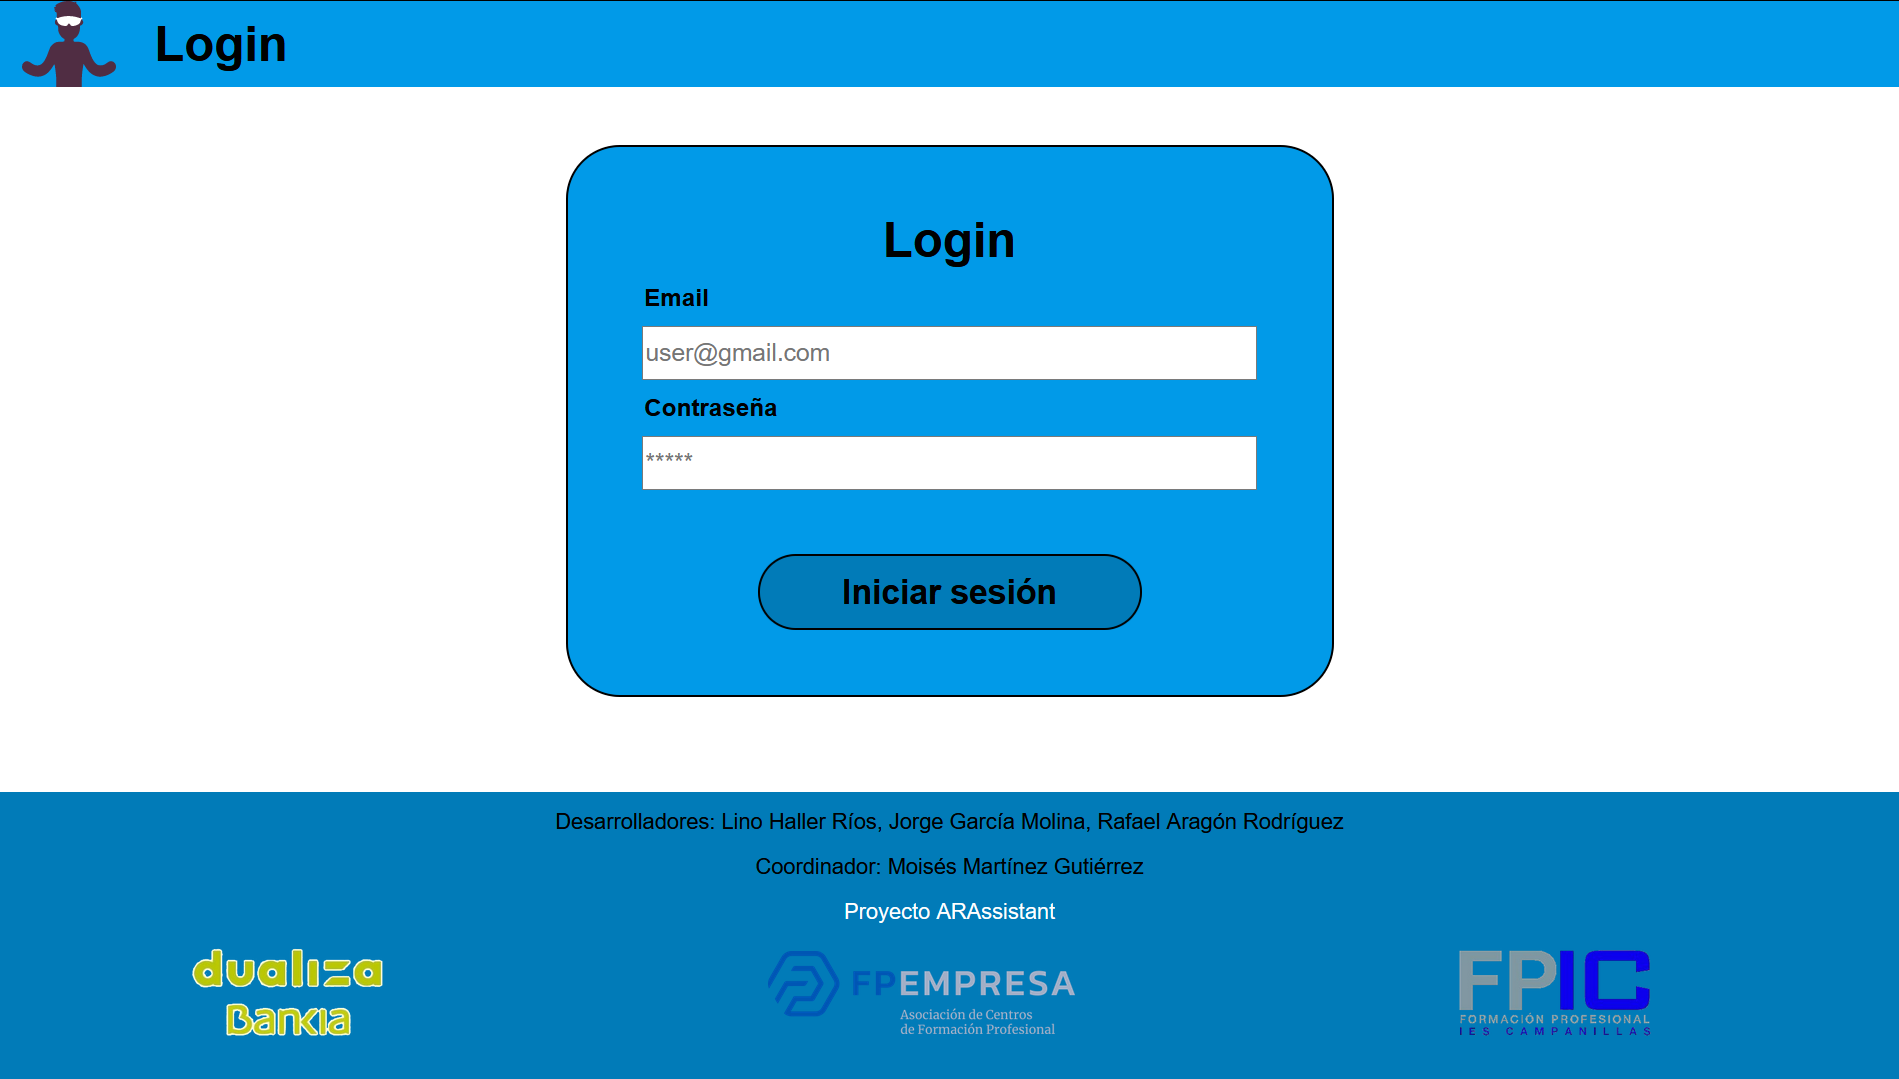 Login
Login
Email
user@gmail.com
Contraseña
*****
Iniciar sesión
Desarrolladores: Lino Haller Ríos, Jorge García Molina, Rafael Aragón Rodríguez
Coordinador: Moisés Martínez Gutiérrez
Proyecto ARAssistant
dualiza
Bankia
FPEMPRESA
Asociación de Centros
de Formación Profesional
FPIC
FORMACIÓN PROFESIONAL
IES CAMPANILLAS